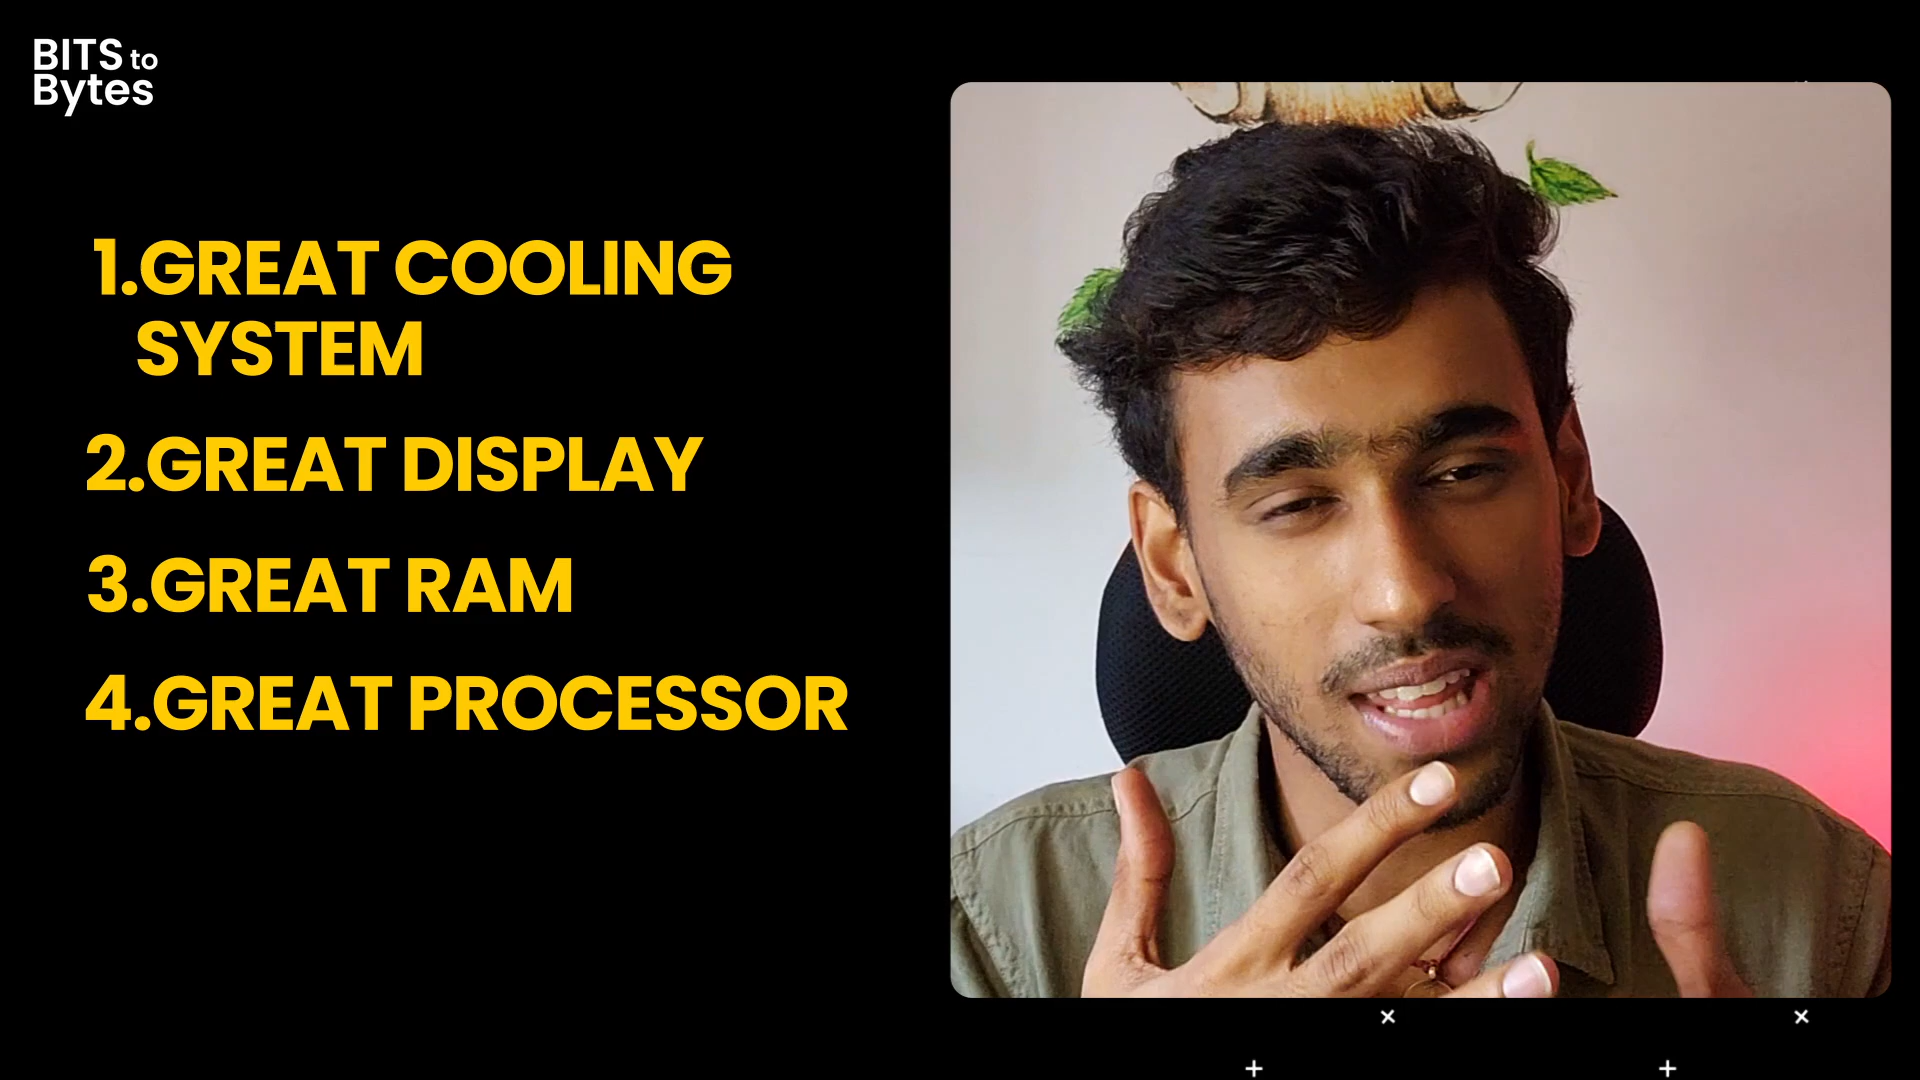 BITS to
Bytes
1.GREAT COOLING
SYSTEM
2.GREAT DISPLAY
3.GREAT RAM
4.GREAT PROCESSOR